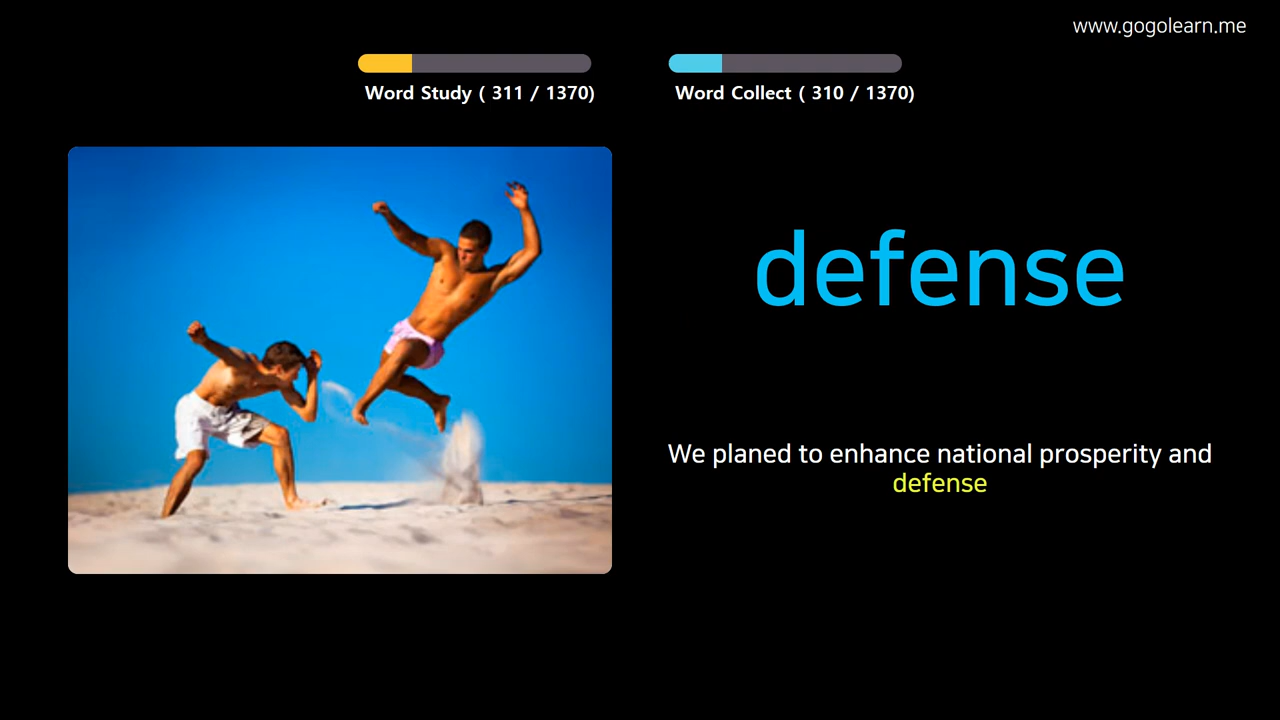 www.gogolearn.me
Word Study ( 311 / 1370)
Word Collect ( 310 / 1370)
defense
We planed to enhance national prosperity and
defense